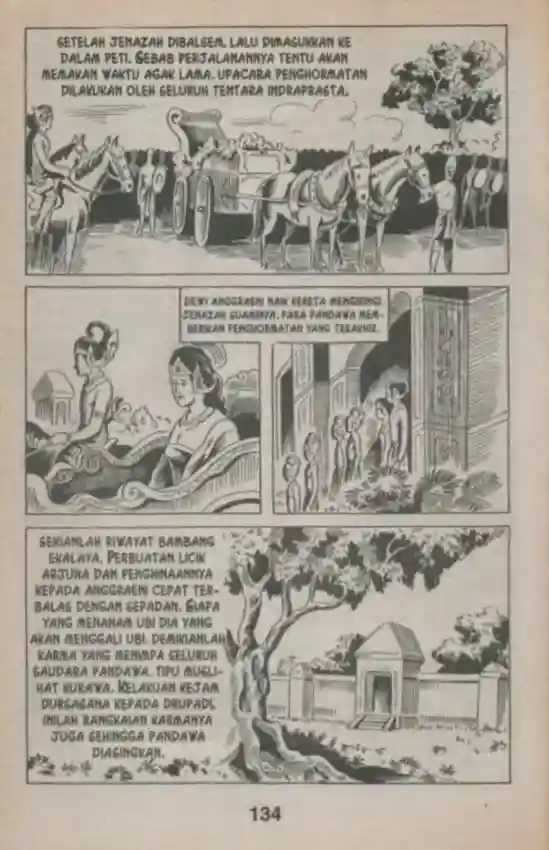 SETELAH JENAZAH DIBALSEM, LALU DIMASUKKAN KE
DALAM PETI. SEBAB PERJALANANNYA TENTU AKAN
MEMAKAN WAKTU AGAK LAMA. UPACARA PENGHORMATAN
DILAKUKAN OLEH SELURUH TENTARA INDRAPRASTA.
DEWI ANGGRAENI NAIK KERETA MENGIRINGI
JENAZAH SUAMINYA. PARA PANDAWA MEM-
BERIKAN PENGHORMATAN YANG TERAKHIR.
SEKIANLAH RIWAYAT BAMBANG
EKALAYA. PERBUATAN LICIK
ARJUNA DAN PENGHINAANNYA
KEPADA ANGGRAENI CEPAT TER-
BALAS DENGAN SEPADAN. SIAPA
YANG MENANAM UBI DIA YANG
AKAN MENGGALI UBI. DEMIKIANLAH
KARMA YANG MENIMPA SELURUH
SAUDARA PANDAWA. TIPU MUSLI-
HAT KURAWA. KELAKUAN KEJAM
DURSASANA KEPADA DRUPADI,
INILAH RANGKAIAN KARMANYA
JUGA SEHINGGA PANDAWA
DIASINGKAN.
134